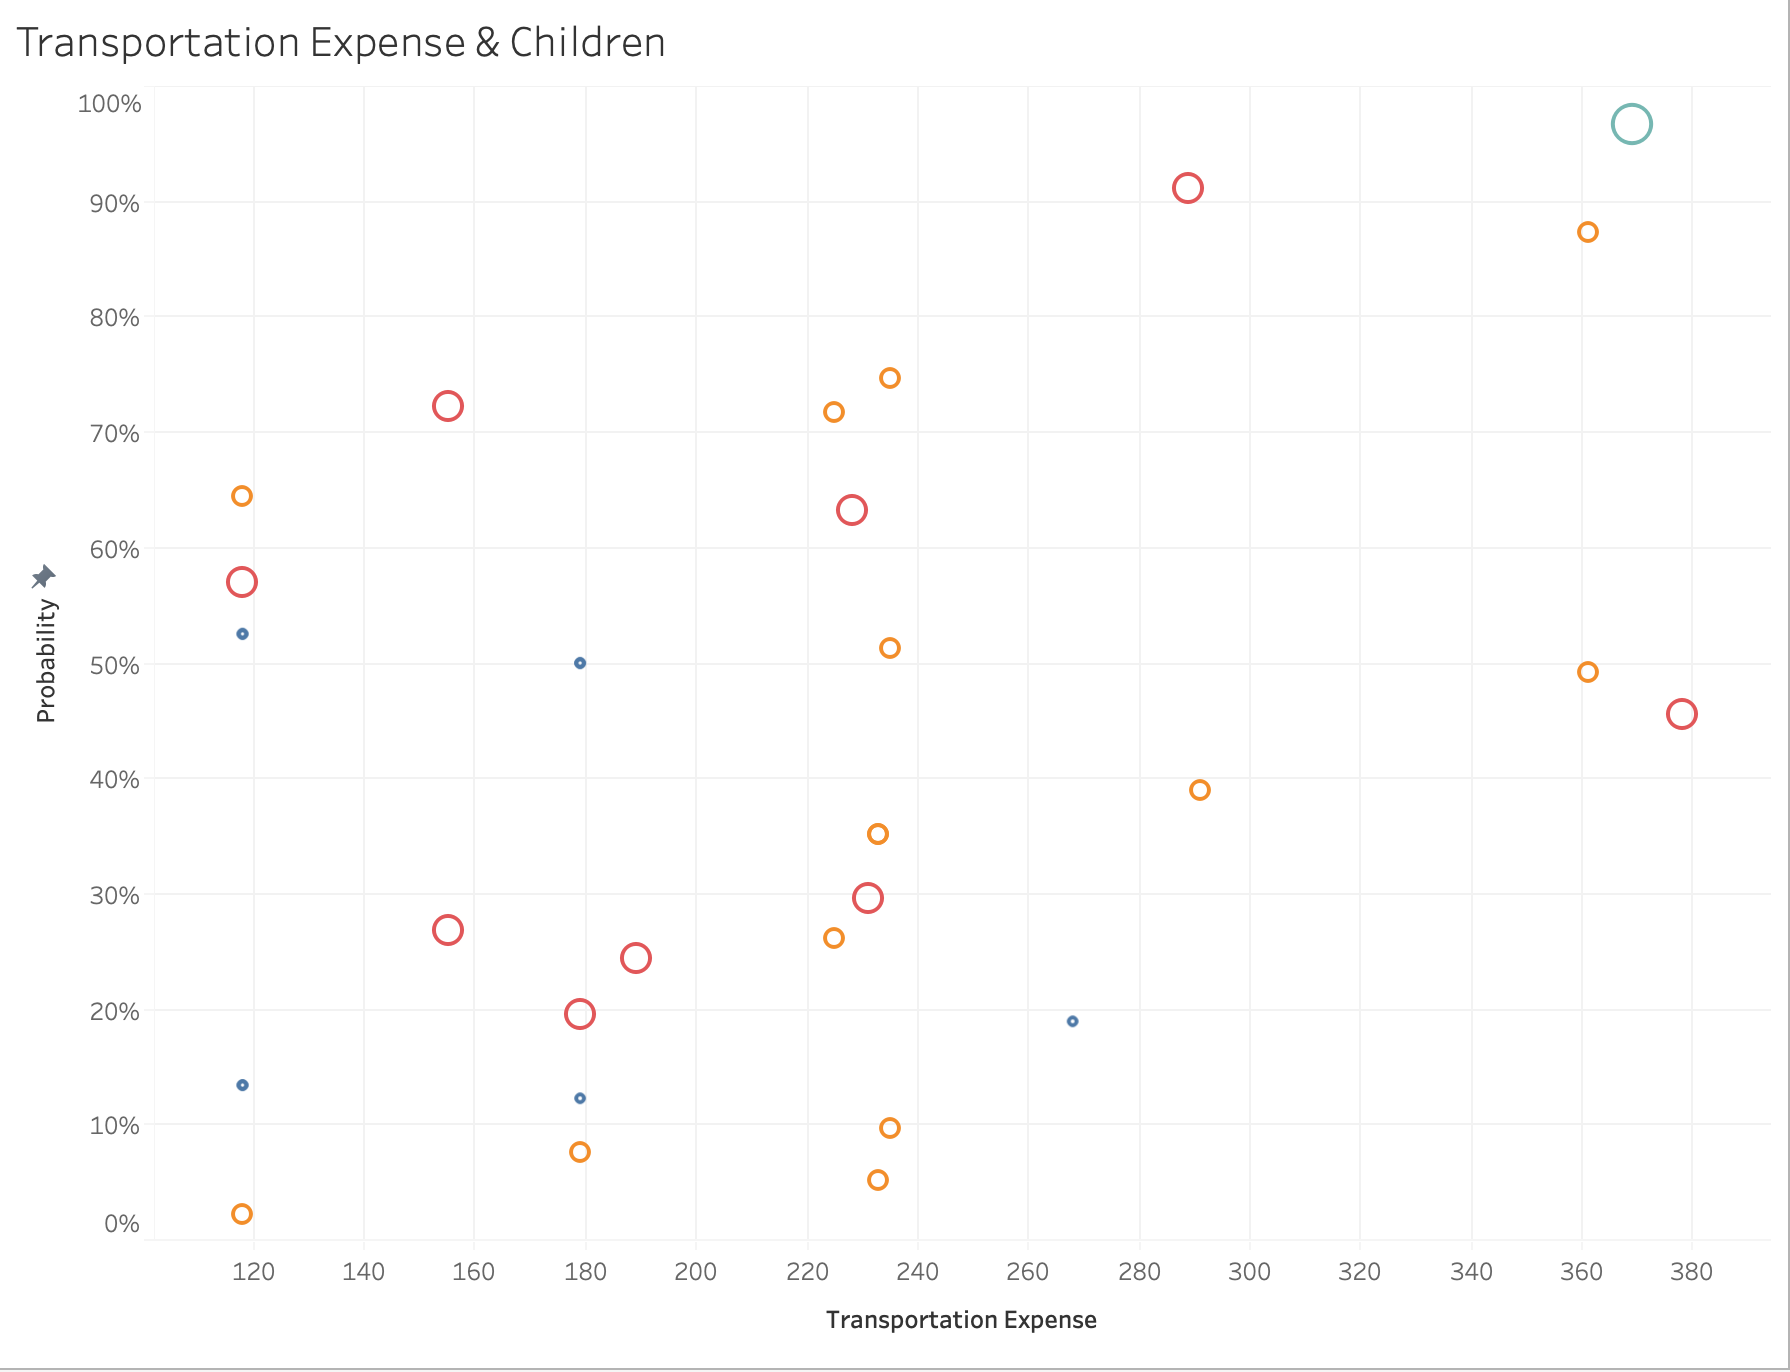 Transportation Expense & Children
100%
90%
80%
70%
60%
50%
40%
30%
20%
10%
0%
Probability
120 140 160 180 200 220 240 260 280 300 320 340 360 380
Transportation Expense